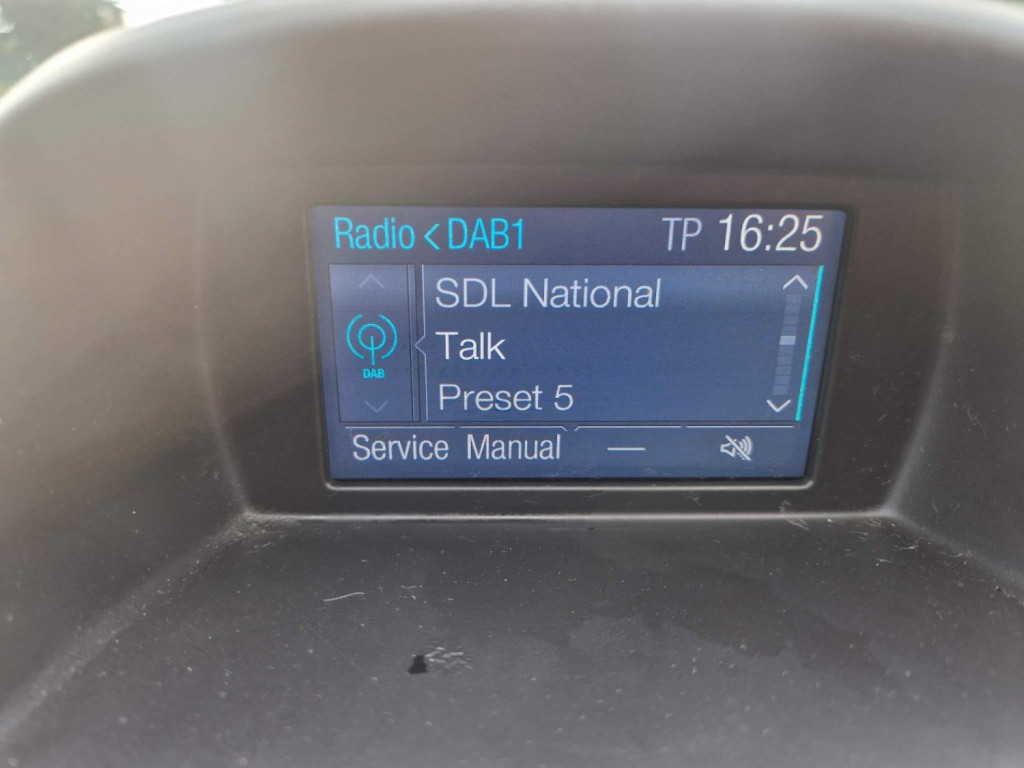 Radio < DAB1 TP 16:25
SDL National
DAB
Talk
Preset 5
Service Manual —